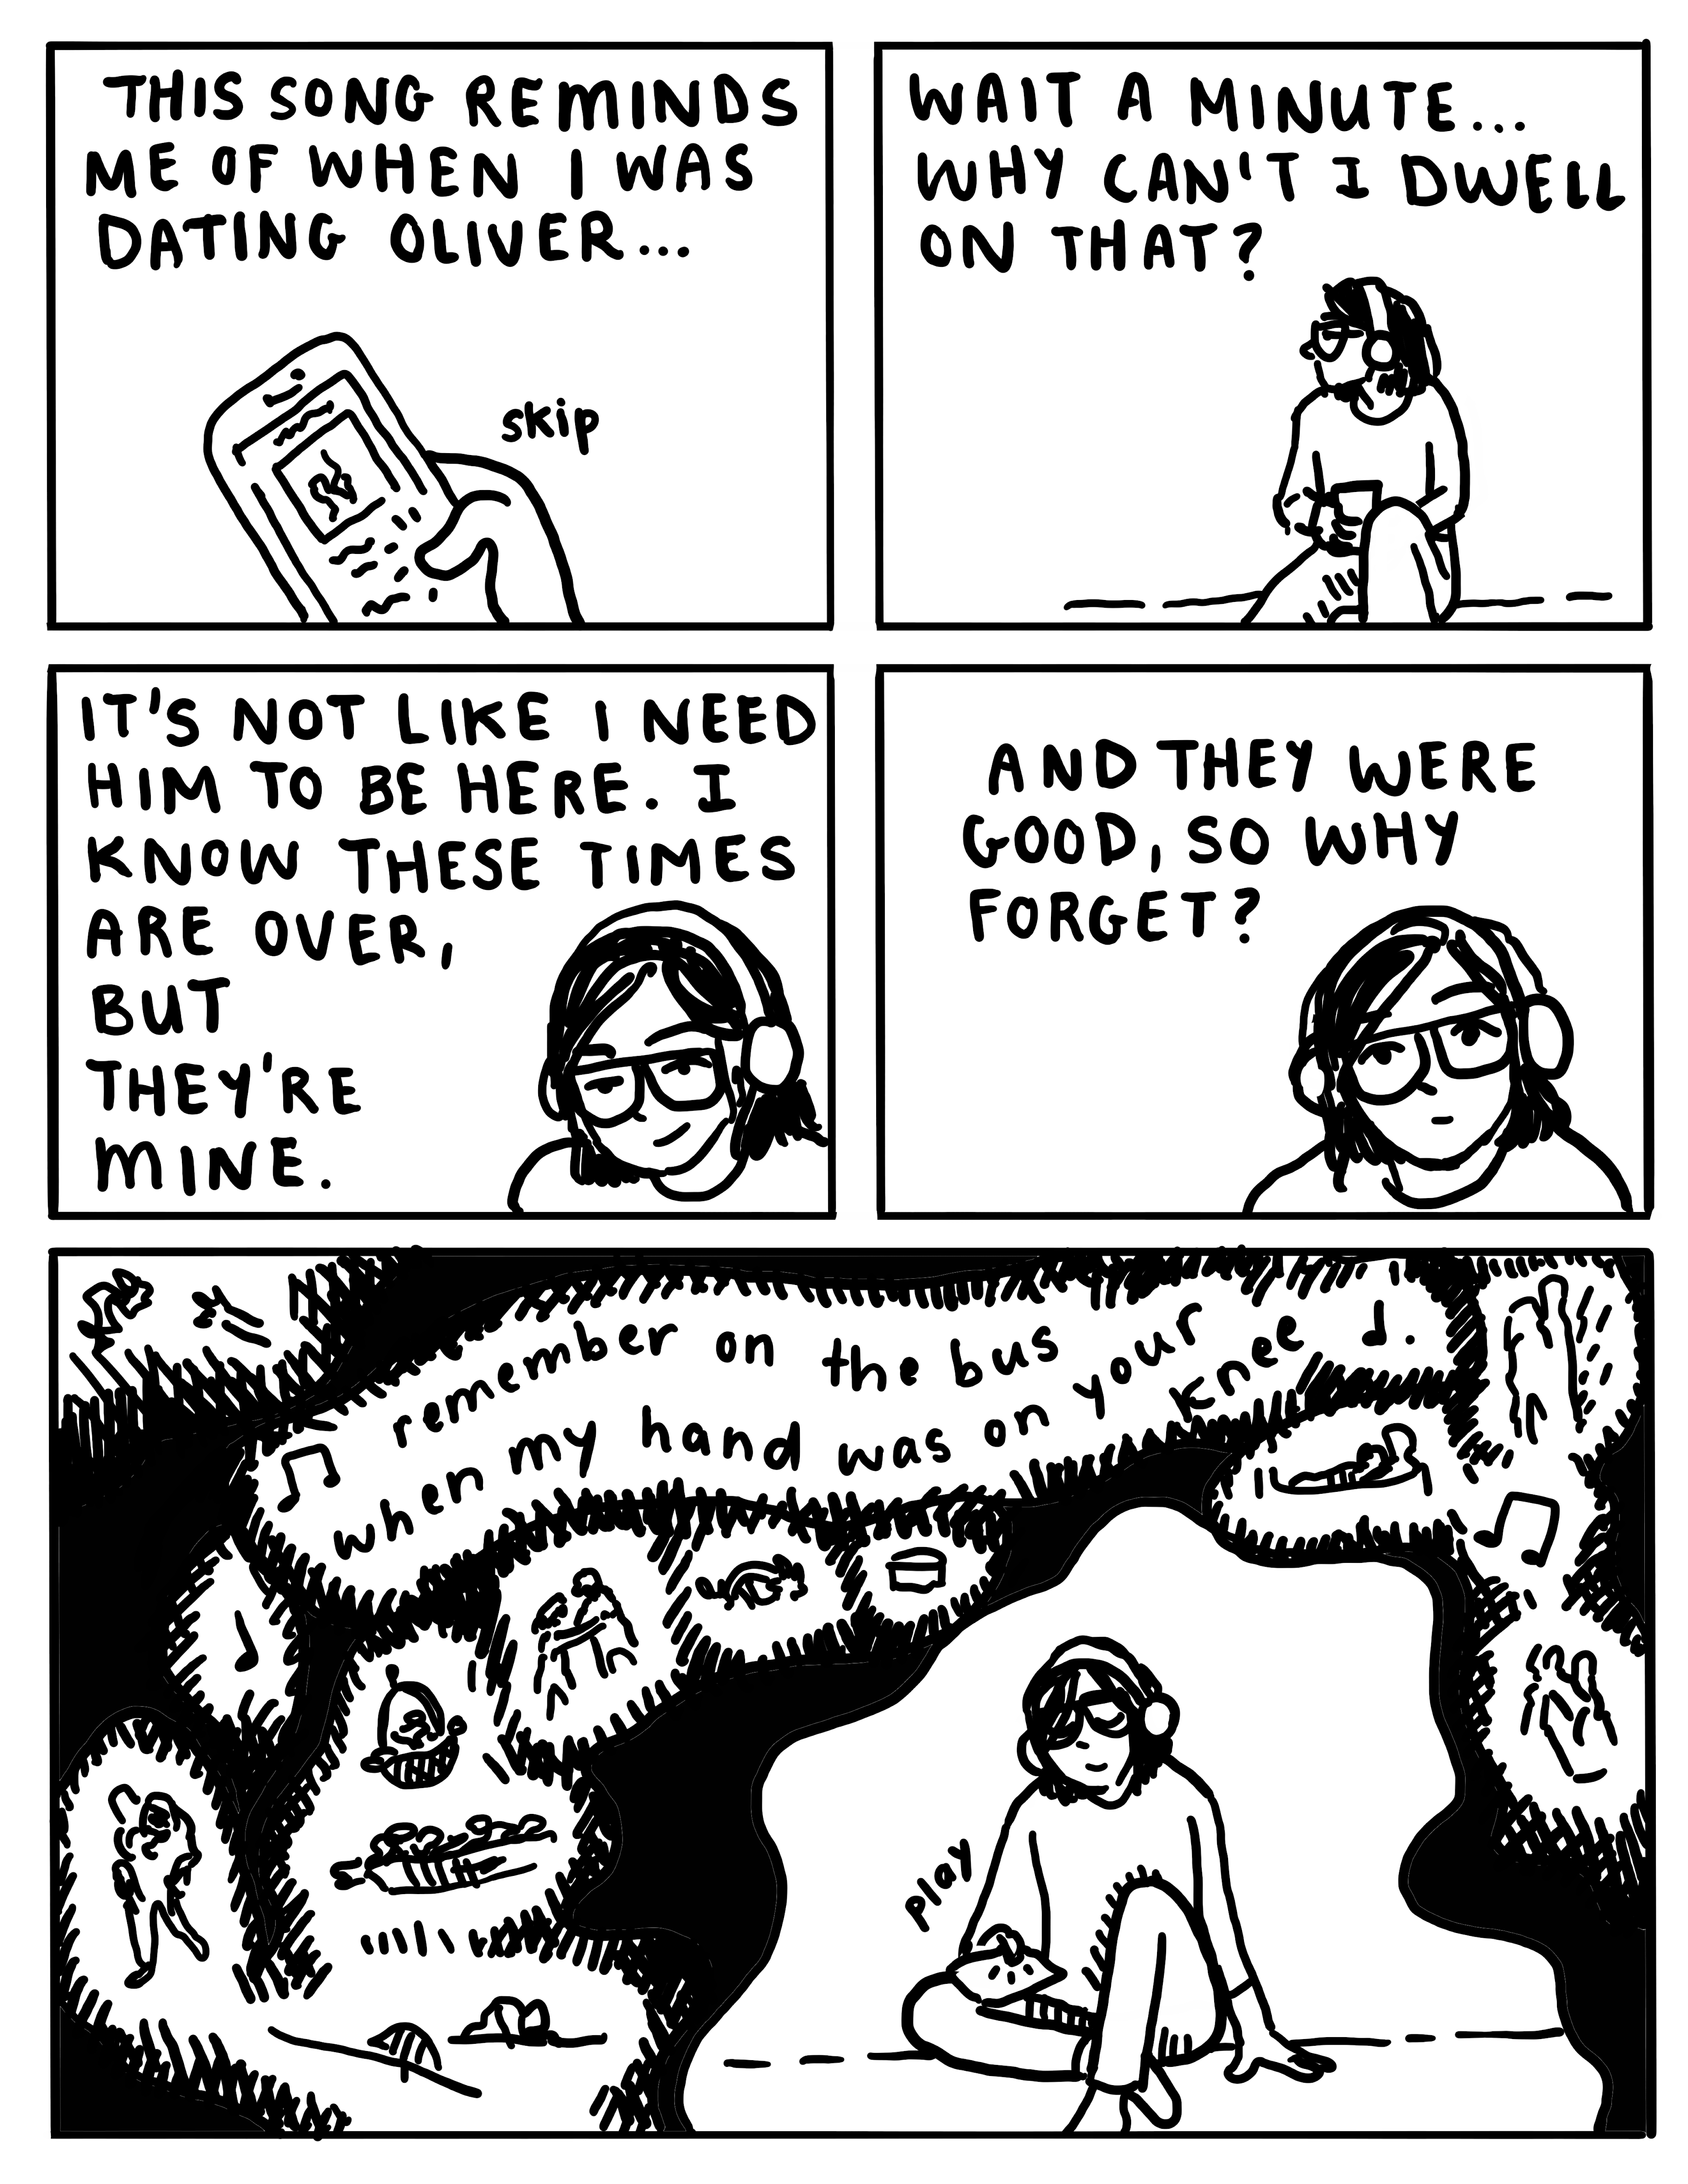 THIS SONG REMINDS
ME OF WHEN I WAS
DATING OLIVER...
skip
WAIT A MINUTE...
WHY CAN'T I DWELL
ON THAT?
IT'S NOT LIKE I NEED
HIM TO BE HERE. I
KNOW THESE TIMES
ARE OVER,
BUT
THEY'RE
MINE.
AND THEY WERE
GOOD, SO WHY
FORGET?
remember on the bus
when my hand was on your knee
play